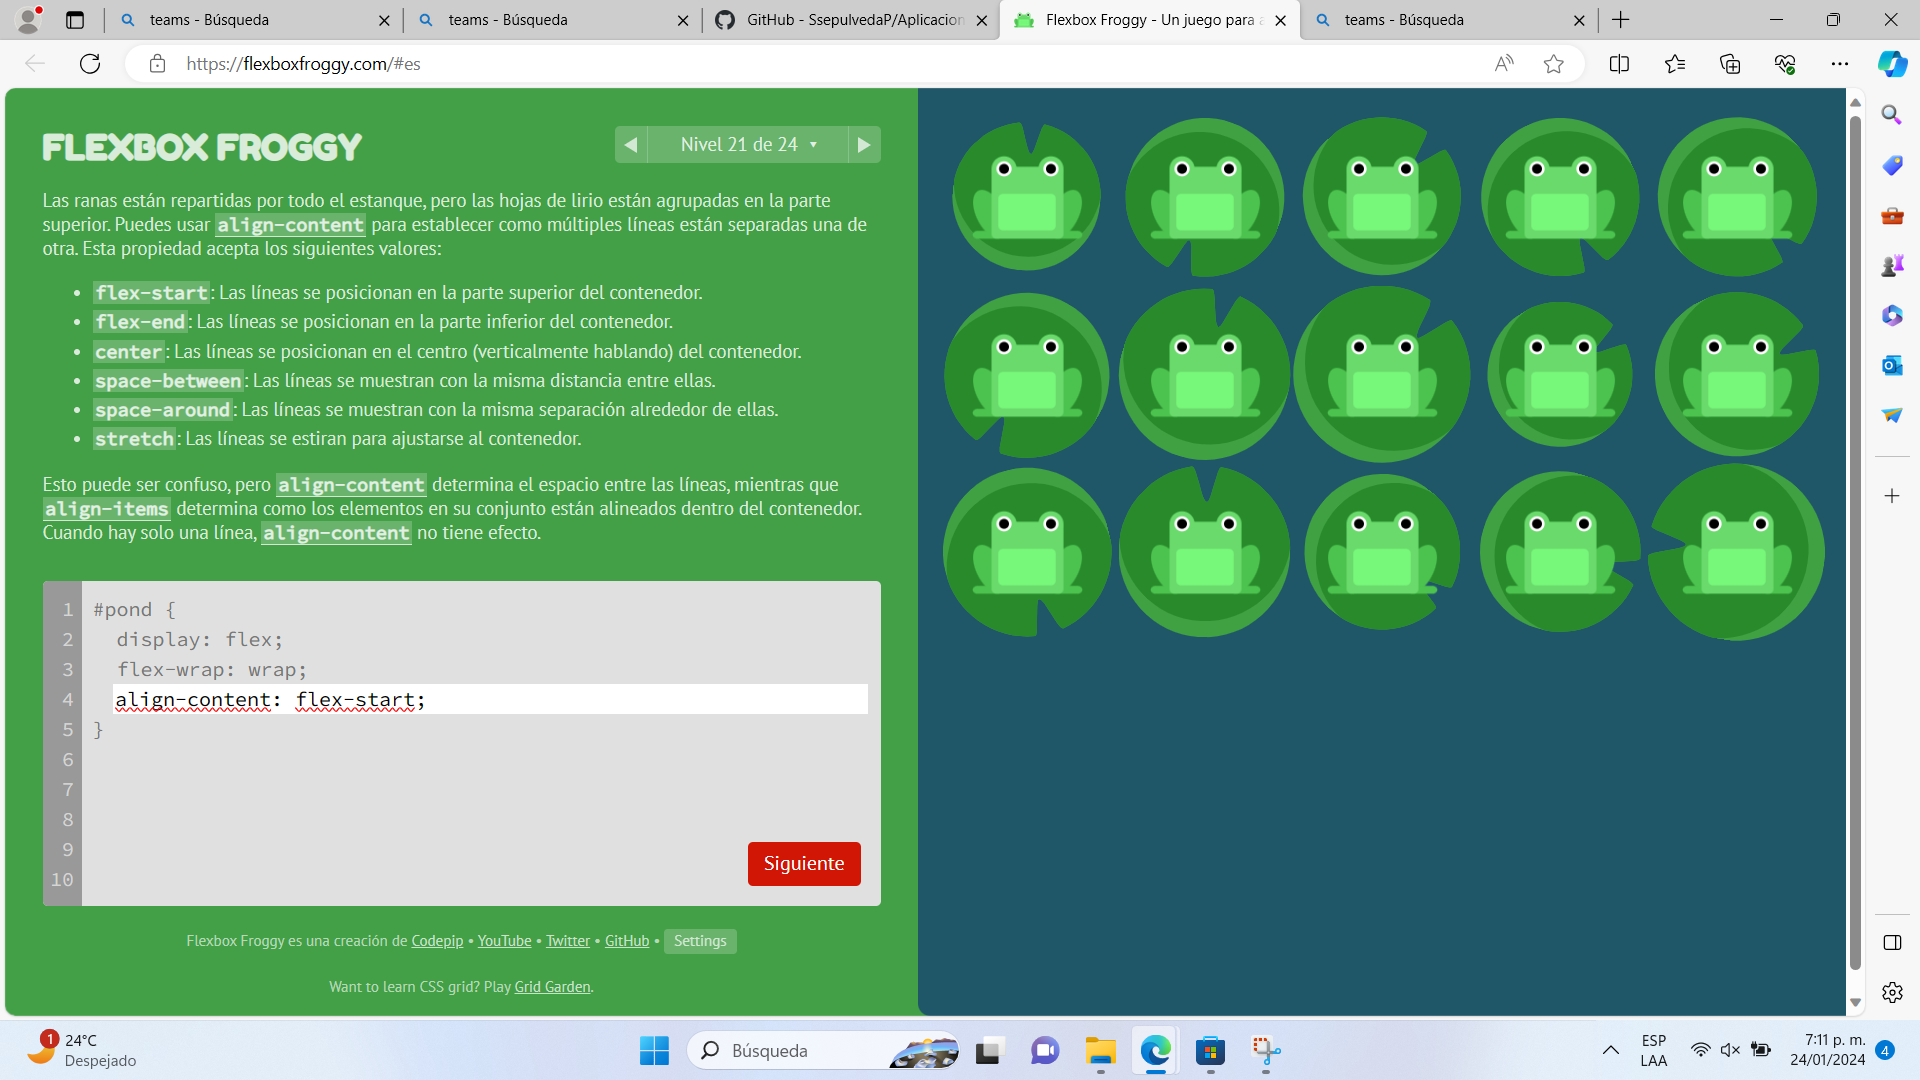 teams - Búsqueda
teams - Búsqueda
GitHub - SsepulvedaP/Aplicacion
Flexbox Froggy - Un juego para a
teams - Búsqueda
https://flexboxfroggy.com/#es
FLEXBOX FROGGY
Nivel 21 de 24
Las ranas están repartidas por todo el estanque, pero las hojas de lirio están agrupadas en la parte
superior. Puedes usar align-content para establecer como múltiples líneas están separadas una de
otra. Esta propiedad acepta los siguientes valores:
• flex-start: Las líneas se posicionan en la parte superior del contenedor.
• flex-end: Las líneas se posicionan en la parte inferior del contenedor.
• center: Las líneas se posicionan en el centro (verticalmente hablando) del contenedor.
• space-between: Las líneas se muestran con la misma distancia entre ellas.
• space-around: Las líneas se muestran con la misma separación alrededor de ellas.
• stretch: Las líneas se estiran para ajustarse al contenedor.
Esto puede ser confuso, pero align-content determina el espacio entre las líneas, mientras que
align-items determina como los elementos en su conjunto están alineados dentro del contenedor.
Cuando hay solo una línea, align-content no tiene efecto.
1 #pond {
2 display: flex;
3 flex-wrap: wrap;
4 align-content: flex-start;
5 }
6
7
8
9
10
Siguiente
Flexbox Froggy es una creación de Codepip • YouTube • Twitter • GitHub • Settings
Want to learn CSS grid? Play Grid Garden.
1
24°C
Despejado
Búsqueda
ESP
LAA
7:11 p. m.
24/01/2024
4